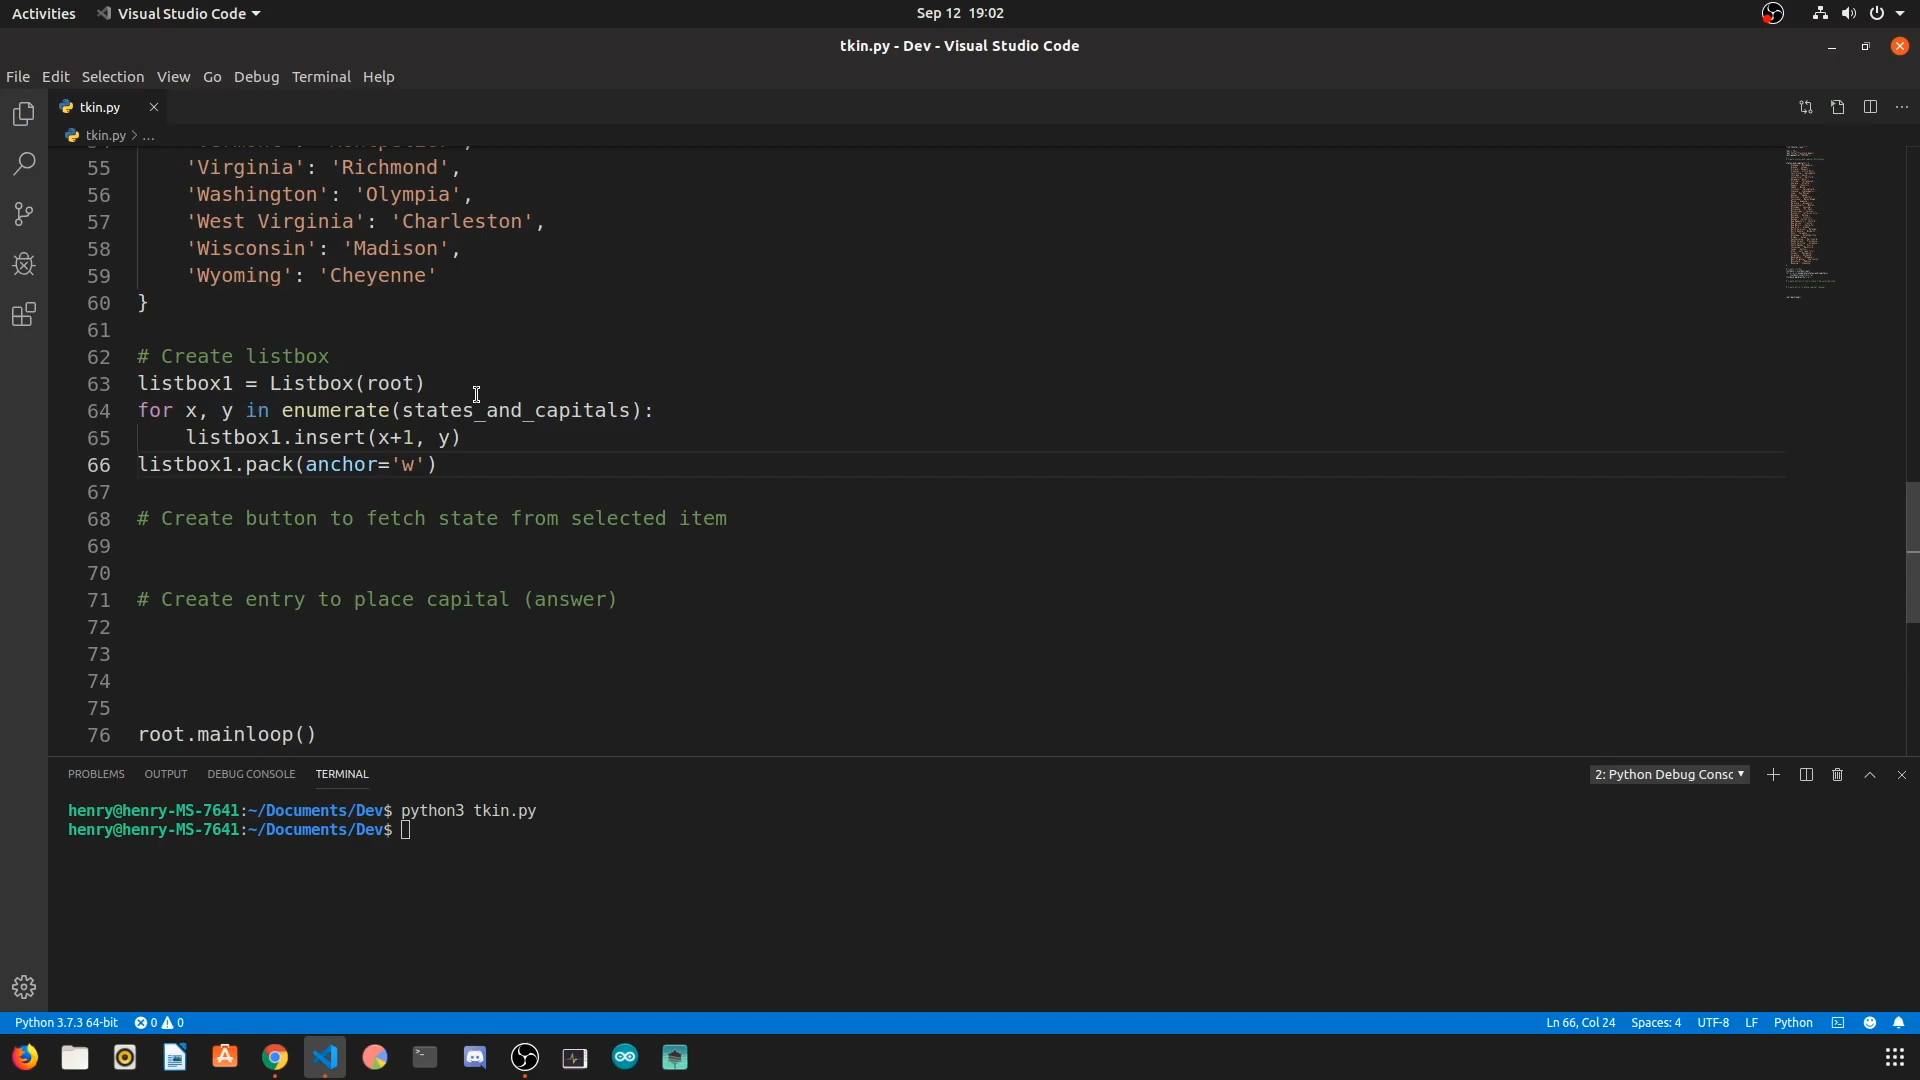 Activities
Visual Studio Code
Sep 12 19:02
tkin.py - Dev - Visual Studio Code
File Edit Selection View Go Debug Terminal Help
tkin.py
tkin.py > ...
55 'Virginia': 'Richmond',
56 'Washington': 'Olympia',
57 'West Virginia': 'Charleston',
58 'Wisconsin': 'Madison',
59 'Wyoming': 'Cheyenne'
60 }
61
62 # Create listbox
63 listbox1 = Listbox(root)
64 for x, y in enumerate(states_and_capitals):
65 listbox1.insert(x+1, y)
66 listbox1.pack(anchor='w')
67
68 # Create button to fetch state from selected item
69
70
71 # Create entry to place capital (answer)
72
73
74
75
76 root.mainloop()
PROBLEMS OUTPUT DEBUG CONSOLE TERMINAL
2: Python Debug Consc
henry@henry-MS-7641:~/Documents/Dev$ python3 tkin.py
henry@henry-MS-7641:~/Documents/Dev$
Python 3.7.3 64-bit 0 0
Ln 66, Col 24 Spaces: 4 UTF-8 LF Python